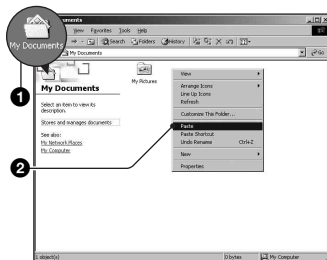 My Documents
View Favorites Tools Help
Search Folders History
My Documents
Go
My Documents
Select an item to view its
description.
Stores and manages documents
See also:
My Network Places
My Computer
My Pictures
View
Arrange Icons
Line Up Icons
Refresh
Customize This Folder...
Paste
Paste Shortcut
Undo Rename Ctrl+Z
New
Properties
1
2
1 object(s) 0 bytes My Computer